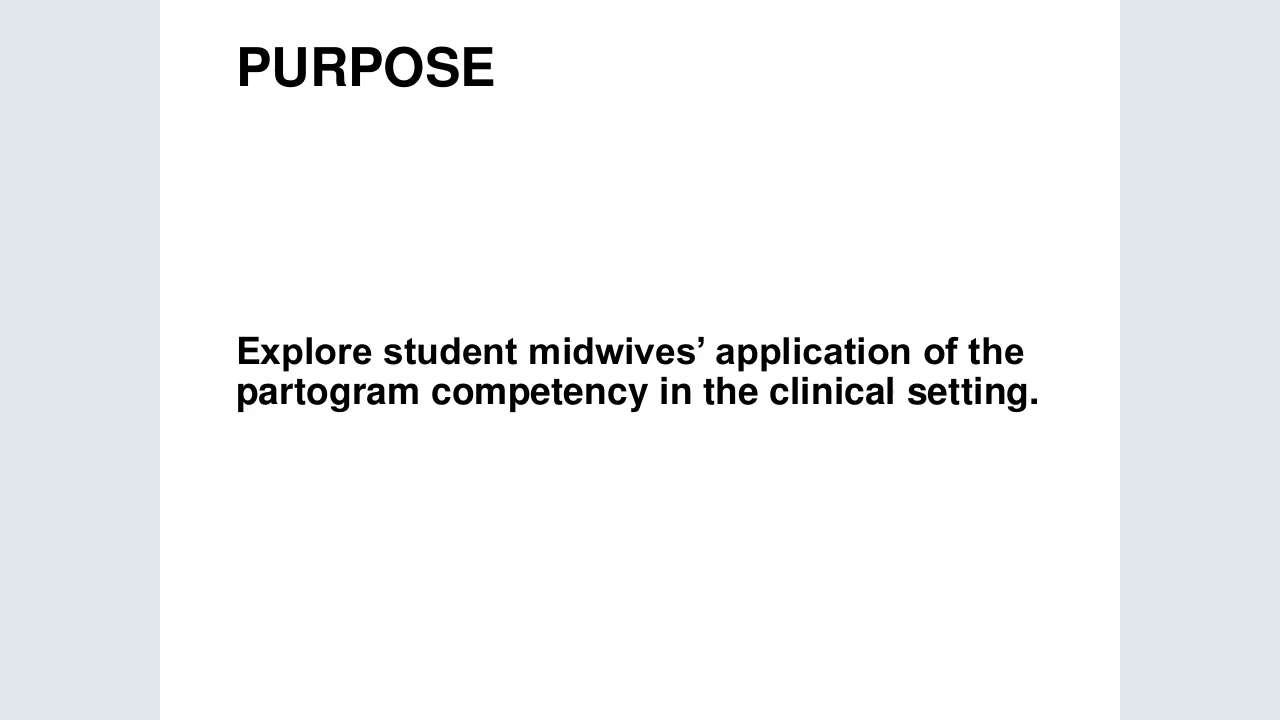 PURPOSE
Explore student midwives’ application of the
partogram competency in the clinical setting.